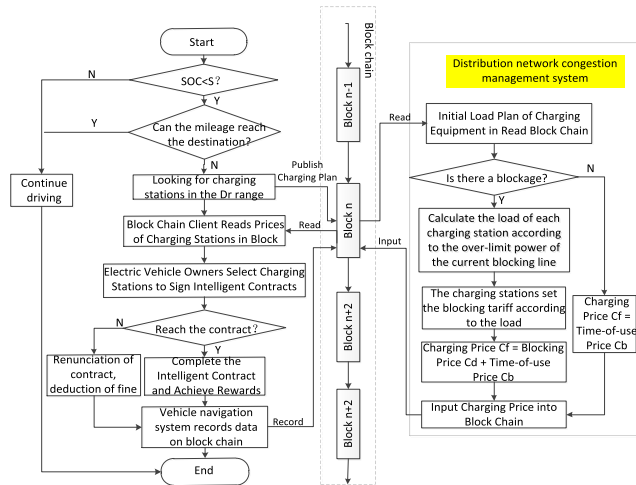 Start
N
SOC<S?
Y
Y
Can the mileage reach
the destination?
N
Continue
driving
Looking for charging
stations in the Dr range
Publish
Charging Plan
Block Chain Client Reads Prices
of Charging Stations in Block
Read
Electric Vehicle Owners Select Charging
Stations to Sign Intelligent Contracts
N
Reach the contract?
Y
Renunciation of
contract,
deduction of fine
Complete the
Intelligent Contract
and Achieve Rewards
Vehicle navigation
system records data
on block chain
Record
End
Block chain
Block n-1
Block n
Block n+2
Block n+2
Distribution network congestion
management system
Read
Initial Load Plan of Charging
Equipment in Read Block Chain
N
Is there a blockage?
Y
Calculate the load of each
charging station according
to the over-limit power of
the current blocking line
Input
The charging stations set
the blocking tariff according
to the load
Charging
Price Cf =
Time-of-use
Price Cb
Charging Price Cf = Blocking
Price Cd + Time-of-use
Price Cb
Input Charging Price into
Block Chain